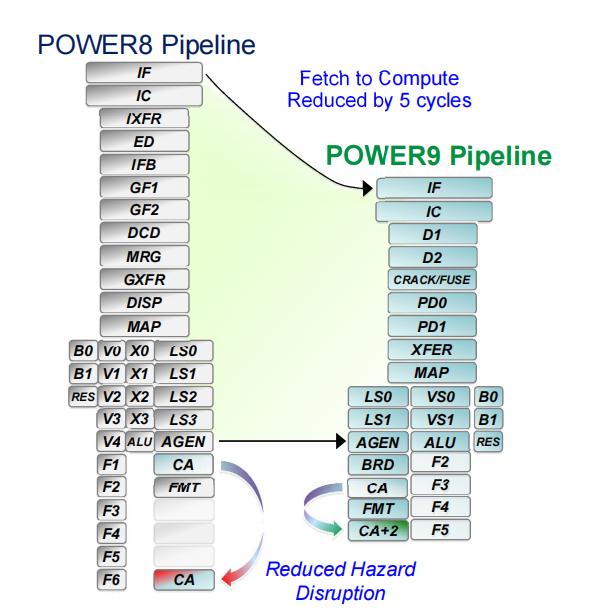 POWER8 Pipeline
IF
IC
IXFR
ED
IFB
GF1
GF2
DCD
MRG
GXFR
DISP
MAP
B0 V0 X0 LS0
B1 V1 X1 LS1
RES V2 X2 LS2
V3 X3 LS3
V4 ALU AGEN
F1 CA
F2 FMT
F3
F4
F5
F6 CA
Fetch to Compute
Reduced by 5 cycles
POWER9 Pipeline
IF
IC
D1
D2
CRACK/FUSE
PD0
PD1
XFER
MAP
LS0 VS0 B0
LS1 VS1 B1
AGEN ALU RES
BRD F2
CA F3
FMT F4
CA+2 F5
Reduced Hazard
Disruption